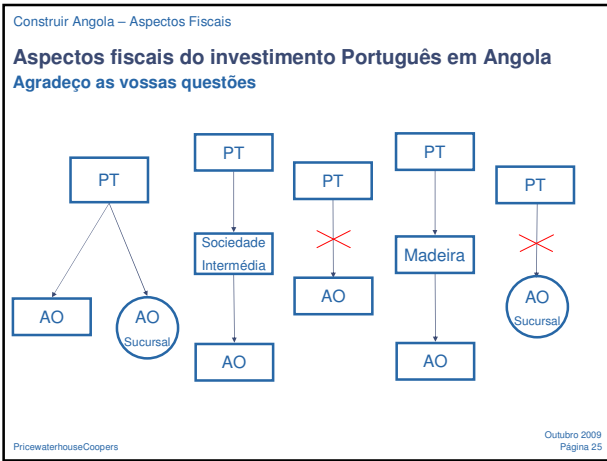 Construir Angola – Aspectos Fiscais
Aspectos fiscais do investimento Português em Angola
Agradeço as vossas questões
PT
AO
AO
Sucursal
PT
Sociedade
Intermédia
AO
PT
AO
PT
Madeira
AO
PT
AO
Sucursal
PricewaterhouseCoopers
Outubro 2009
Página 25